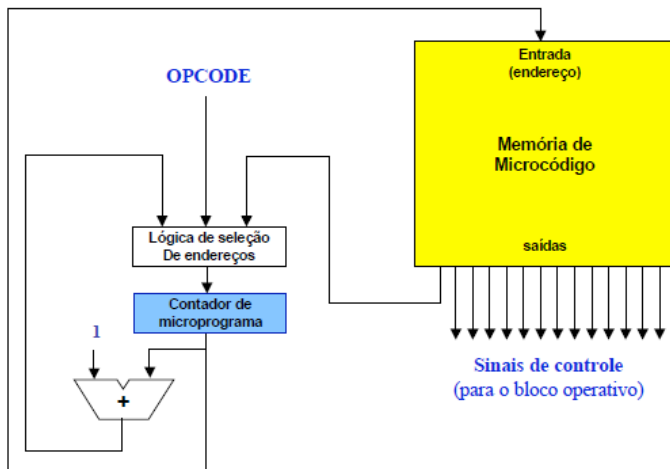 Entrada
(endereço)
OPCODE
Memória de
Microcódigo
Lógica de seleção
De endereços
saídas
Contador de
microprograma
1
+
Sinais de controle
(para o bloco operativo)